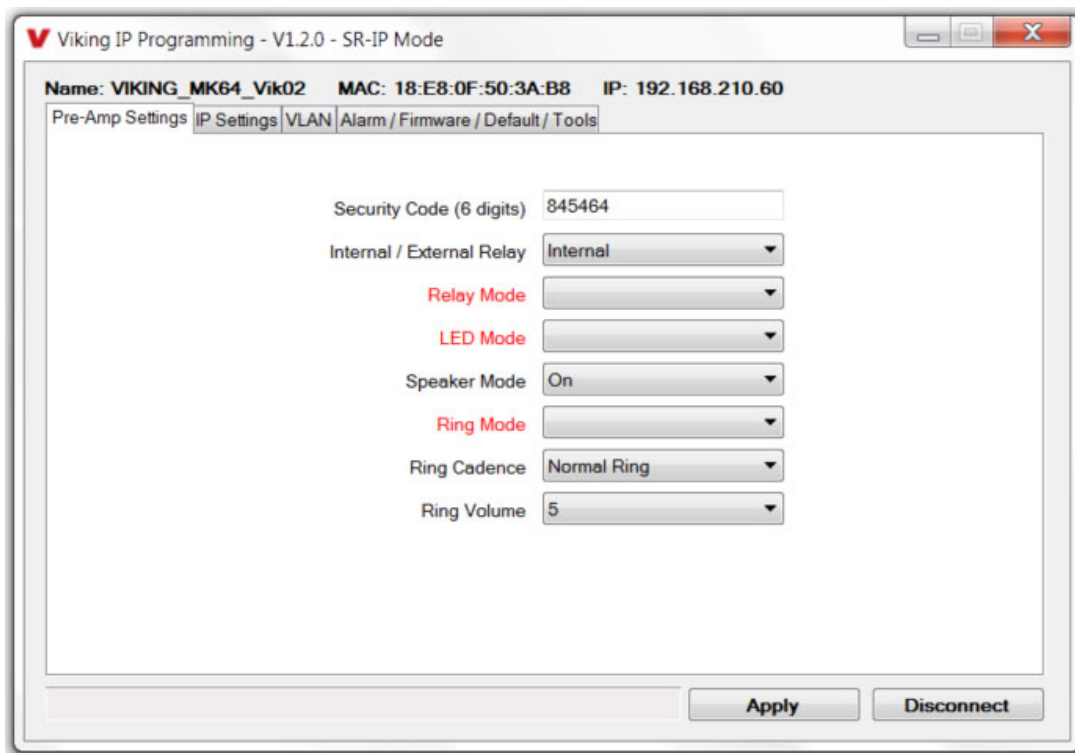 Viking IP Programming - V1.2.0 - SR-IP Mode
Name: VIKING_MK64_Vik02 MAC: 18:E8:0F:50:3A:B8 IP: 192.168.210.60
Pre-Amp Settings IP Settings VLAN Alarm / Firmware / Default / Tools
Security Code (6 digits) 845464
Internal / External Relay Internal
Relay Mode
LED Mode
Speaker Mode On
Ring Mode
Ring Cadence Normal Ring
Ring Volume 5
Apply Disconnect